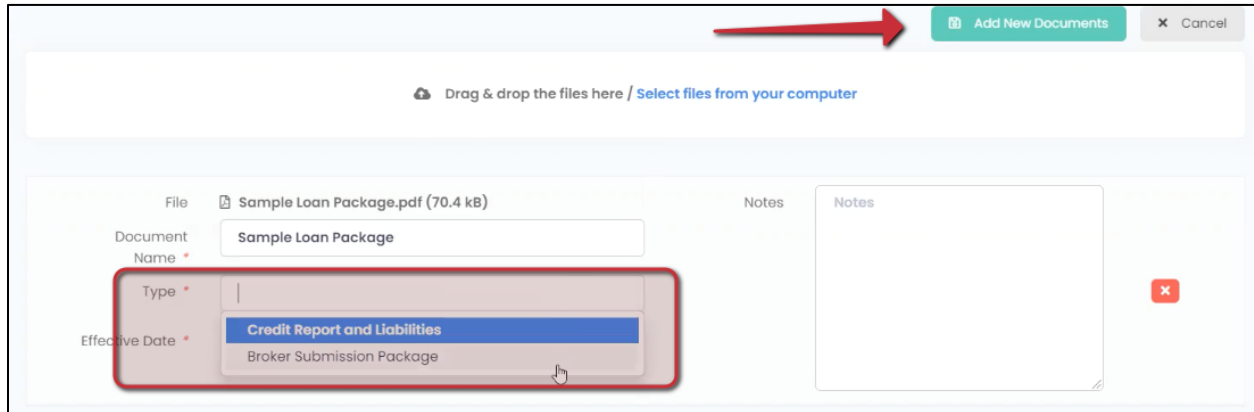 Add New Documents
× Cancel
Drag & drop the files here / Select files from your computer
File Sample Loan Package.pdf (70.4 kB)
Notes Notes
Document Name * Sample Loan Package
Type *
Credit Report and Liabilities
Effective Date *
Broker Submission Package